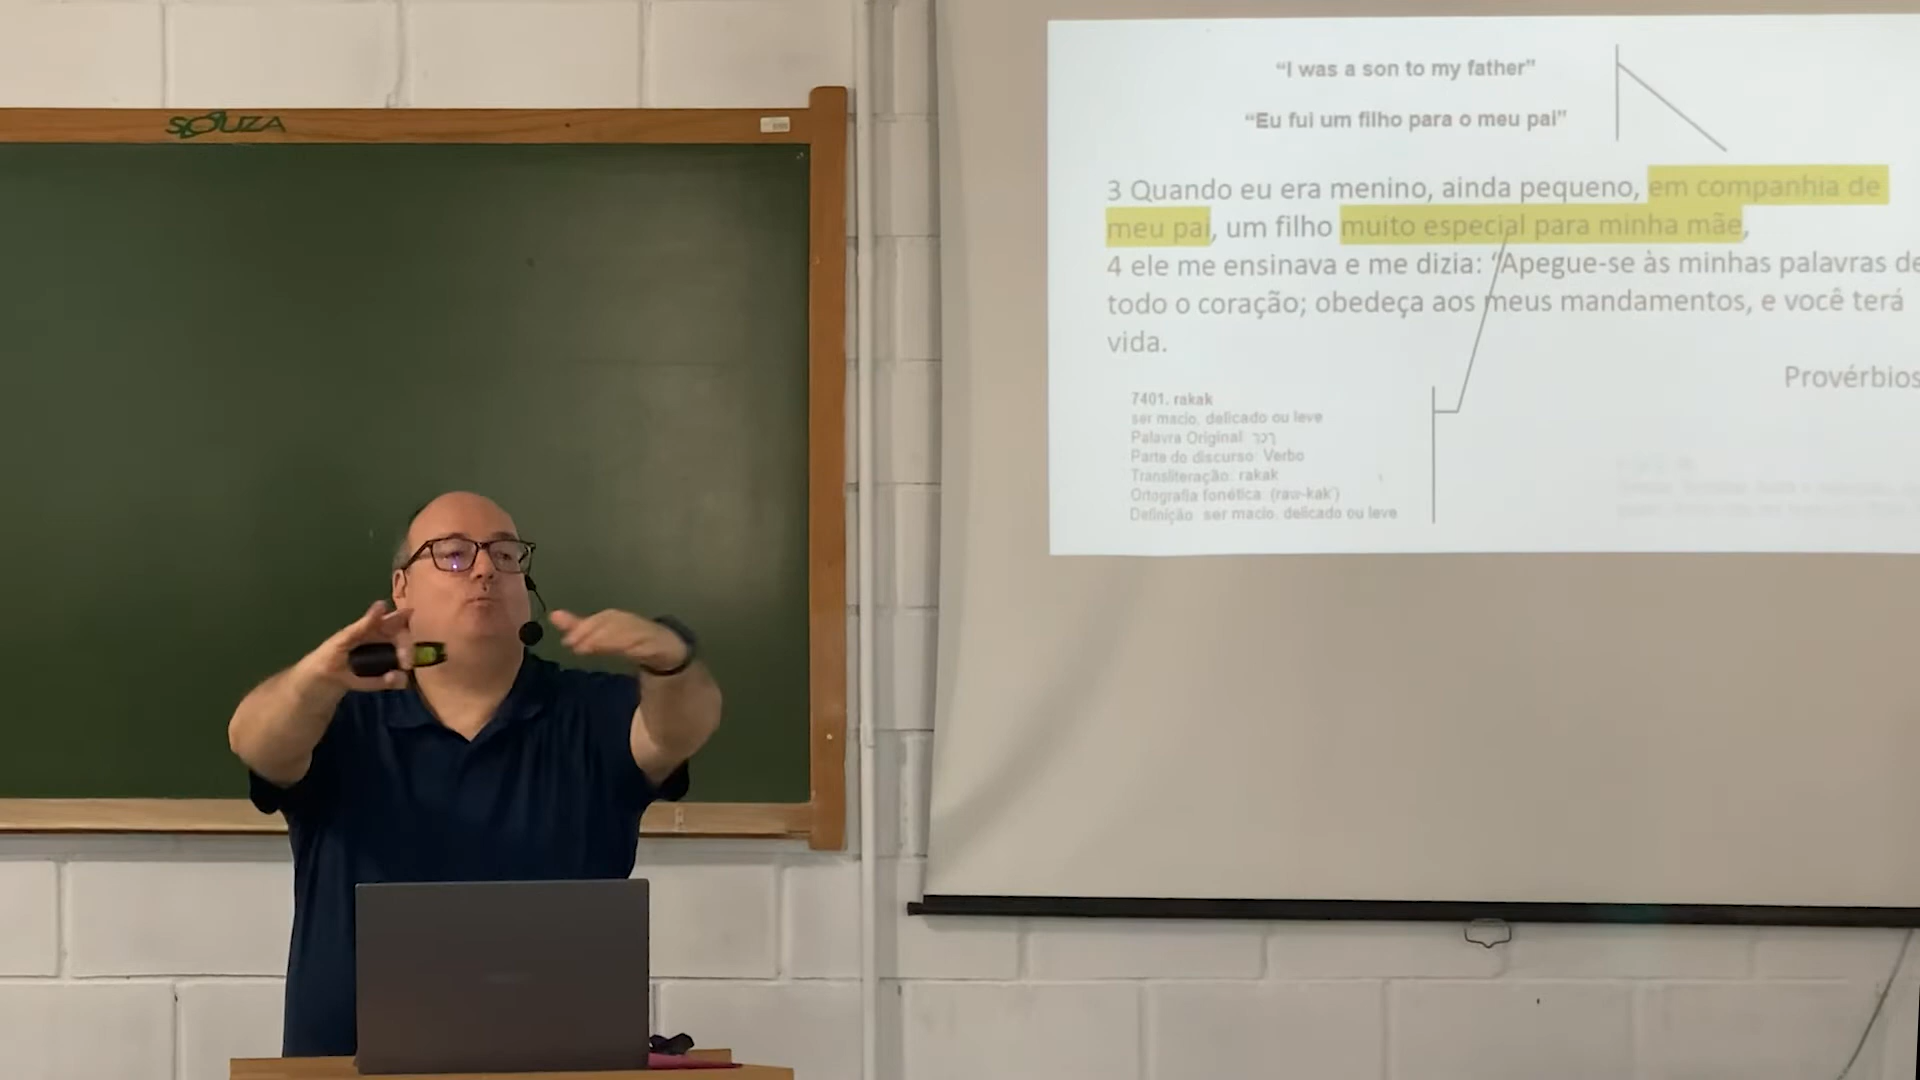 SOUZA
“I was a son to my father”
“Eu fui um filho para o meu pai”
3 Quando eu era menino, ainda pequeno, em companhia de
meu pai, um filho muito especial para minha mãe,
4 ele me ensinava e me dizia: “Apegue-se às minhas palavras de
todo o coração; obedeça aos meus mandamentos, e você terá
vida.
Provérbios
7401. rakak
ser macio, delicado ou leve
Palavra Original: רכך
Parte do discurso: Verbo
Transliteração: rakak
Ortografia fonética: (raw-kak')
Definição: ser macio, delicado ou leve